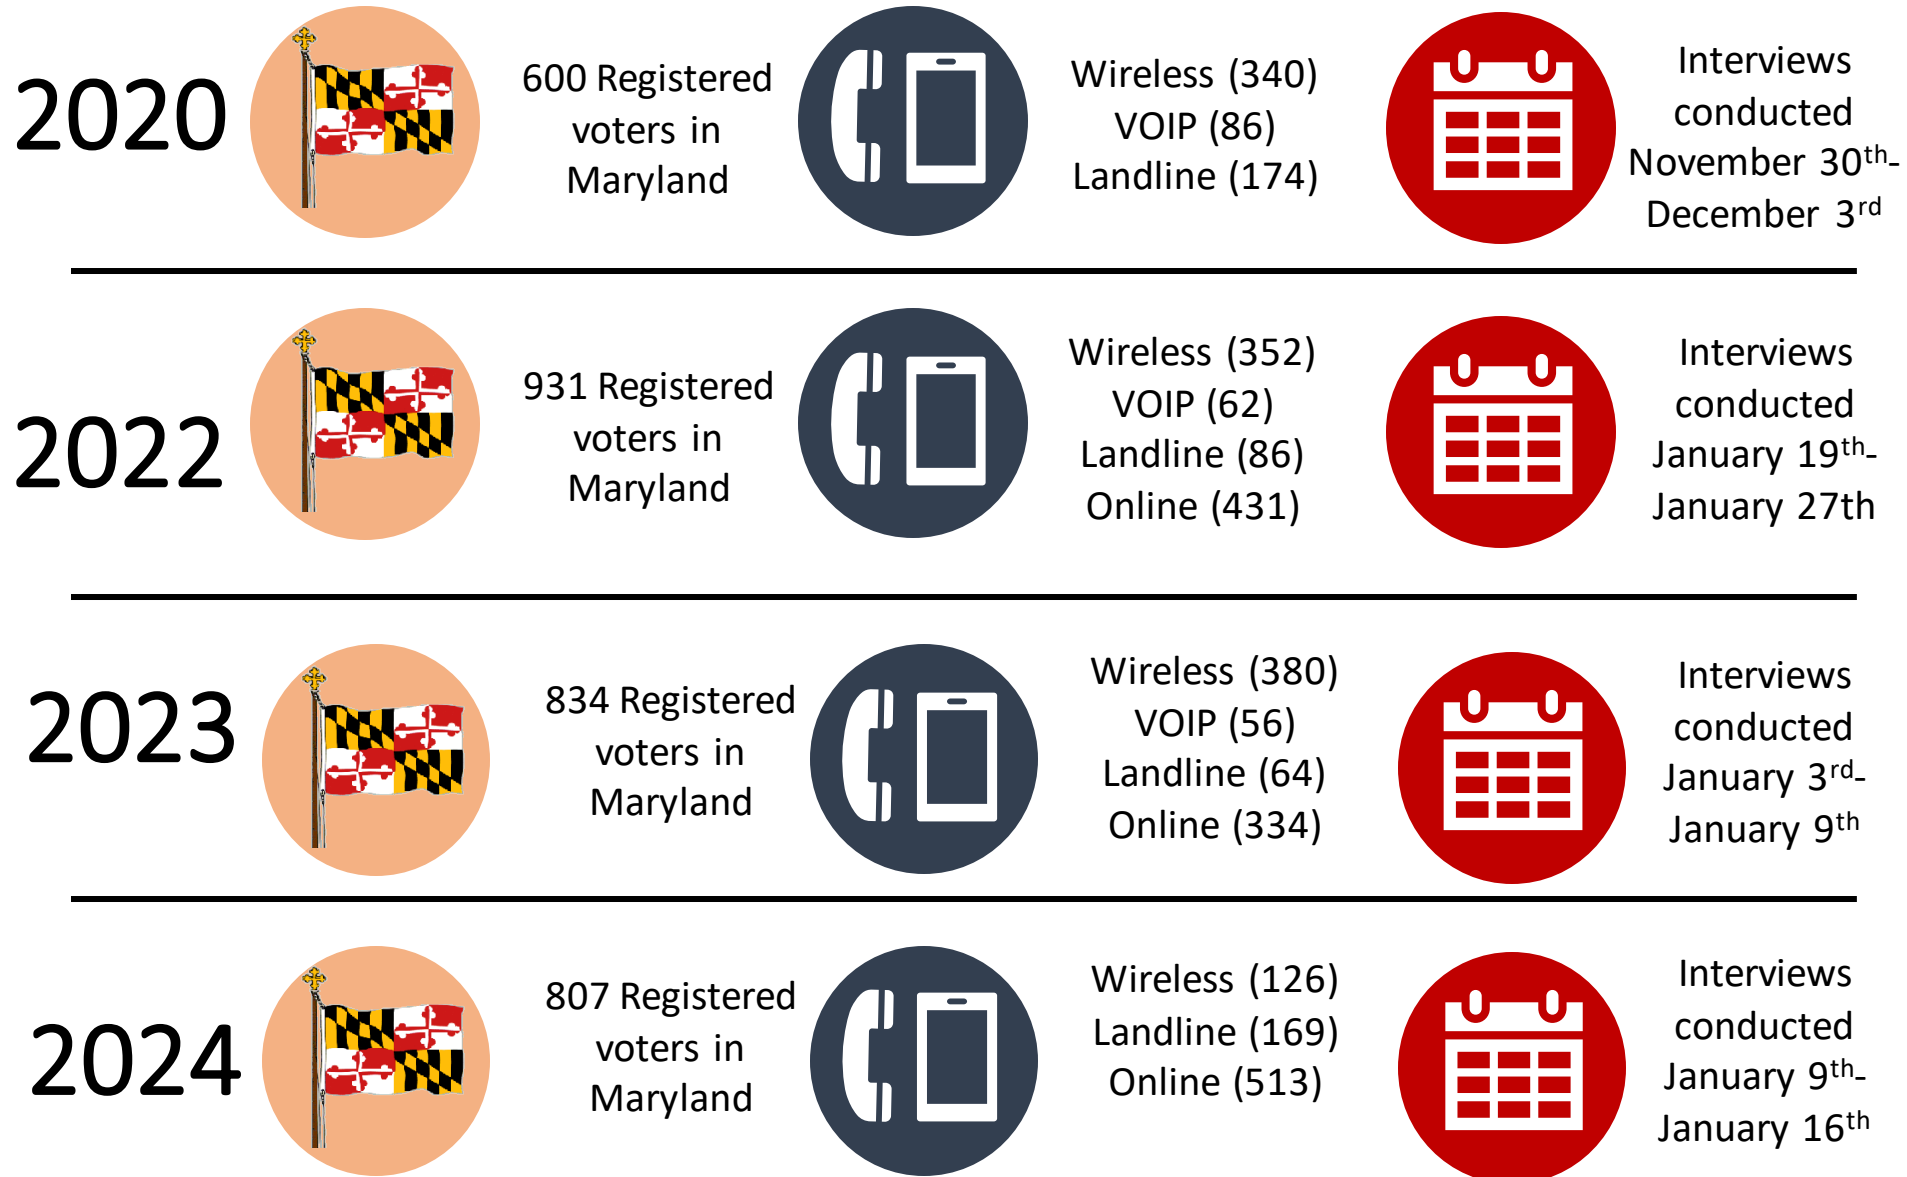 2020
600 Registered
voters in
Maryland
Wireless (340)
VOIP (86)
Landline (174)
Interviews
conducted
November 30th-
December 3rd
2022
931 Registered
voters in
Maryland
Wireless (352)
VOIP (62)
Landline (86)
Online (431)
Interviews
conducted
January 19th-
January 27th
2023
834 Registered
voters in
Maryland
Wireless (380)
VOIP (56)
Landline (64)
Online (334)
Interviews
conducted
January 3rd-
January 9th
2024
807 Registered
voters in
Maryland
Wireless (126)
Landline (169)
Online (513)
Interviews
conducted
January 9th-
January 16th